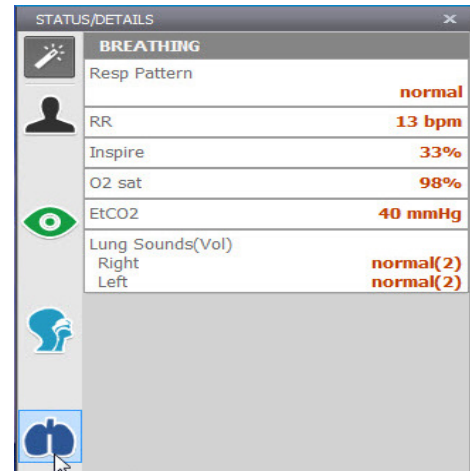 STATUS/DETAILS
BREATHING
Resp Pattern
normal
RR 13 bpm
Inspire 33%
O2 sat 98%
EtCO2 40 mmHg
Lung Sounds(Vol)
Right normal(2)
Left normal(2)